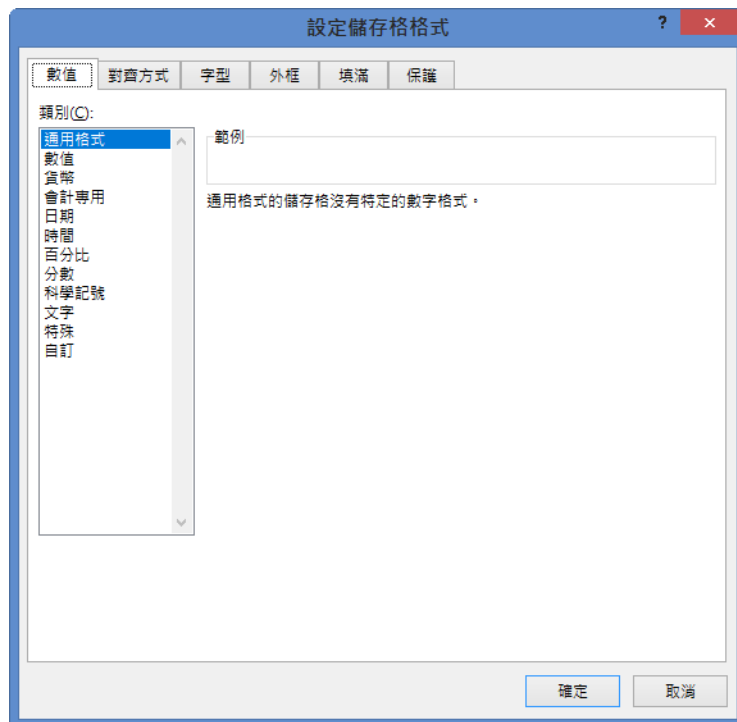 設定儲存格格式
?
數值 對齊方式 字型 外框 填滿 保護
類別(C):
通用格式
數值
貨幣
會計專用
日期
時間
百分比
分數
科學記號
文字
特殊
自訂
範例
通用格式的儲存格沒有特定的數字格式。
確定 取消